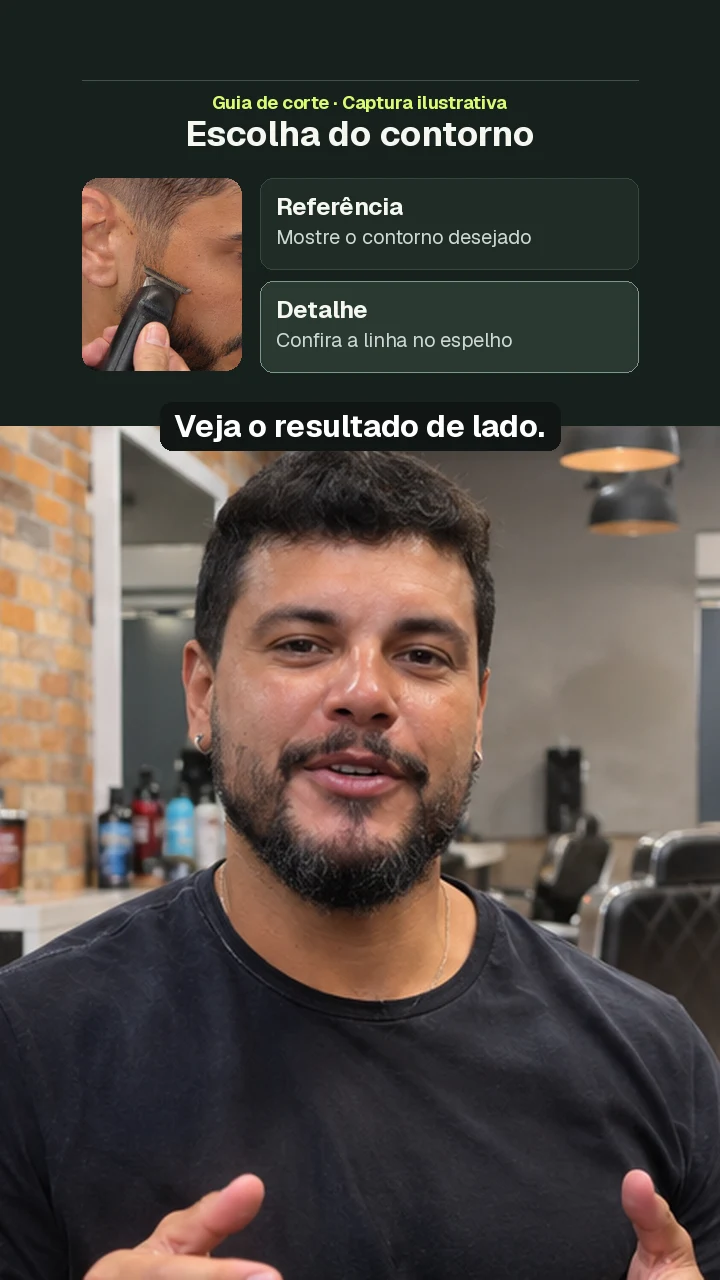 Guia de corte · Captura ilustrativa
Escolha do contorno
Referência
Mostre o contorno desejado
Detalhe
Confira a linha no espelho
Veja o resultado de lado.